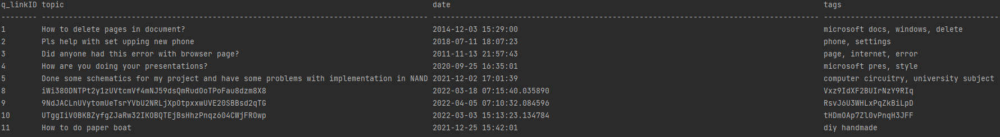 q_linkID topic date tags
-------- -------------------------------------------------------------------------------------- -------------------------------------------------------------------------------------- ---------------------------------------
1 How to delete pages in document? 2014-12-03 15:29:00 microsoft docs, windows, delete
2 Pls help with set upping new phone 2018-07-11 18:07:23 phone, settings
3 Did anyone had this error with browser page? 2011-11-13 21:57:43 page, internet, error
4 How are you doing your presentations? 2020-09-25 16:35:01 microsoft pres, style
5 Done some schematics for my project and have some problems with implementation in NAND 2021-12-02 17:01:39 computer circuitry, university subject
8 iWi380DNTPt2y1zUVtcmVf4mNJ59dsQmRudOoTPoFau8dzm8X8 2022-03-18 07:15:40.035890 Vxz9IdXF2BUIrNzY9RIq
9 9NdJACLnUVytomUeTsrYVbU2NRLjXpOtpxxwUVE20SBBsd2qTG 2022-04-05 07:10:32.084596 RsvJ6U3WHLxPqZkBiLpD
10 UTggIiV0BKBZyfgZJaRw32IKOBQTEjBsHhzPnqz604CWjFROwp 2022-03-03 15:13:23.134784 tHDmOAp7Zl0vPnqH3JFF
11 How to do paper boat 2021-12-25 15:42:01 diy handmade